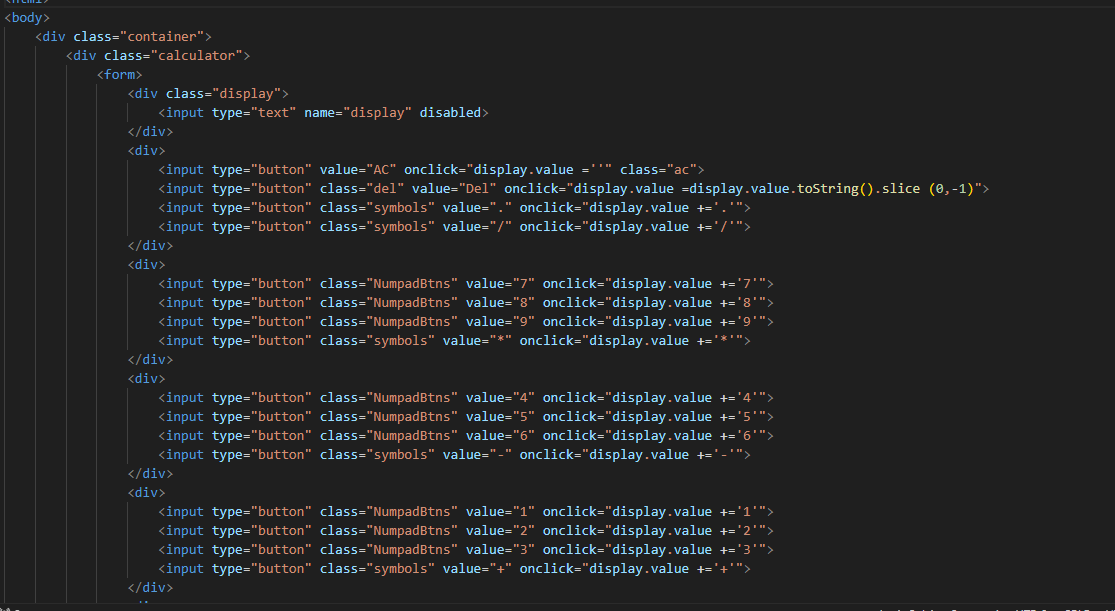 <html>
<body>
<div class="container">
<div class="calculator">
<form>
<div class="display">
<input type="text" name="display" disabled>
</div>
<div>
<input type="button" value="AC" onclick="display.value =''" class="ac">
<input type="button" class="del" value="Del" onclick="display.value =display.value.toString().slice (0,-1)">
<input type="button" class="symbols" value="." onclick="display.value +='.'">
<input type="button" class="symbols" value="/" onclick="display.value +='/'">
</div>
<div>
<input type="button" class="NumpadBtns" value="7" onclick="display.value +='7'">
<input type="button" class="NumpadBtns" value="8" onclick="display.value +='8'">
<input type="button" class="NumpadBtns" value="9" onclick="display.value +='9'">
<input type="button" class="symbols" value="*" onclick="display.value +='*'">
</div>
<div>
<input type="button" class="NumpadBtns" value="4" onclick="display.value +='4'">
<input type="button" class="NumpadBtns" value="5" onclick="display.value +='5'">
<input type="button" class="NumpadBtns" value="6" onclick="display.value +='6'">
<input type="button" class="symbols" value="-" onclick="display.value +='-'">
</div>
<div>
<input type="button" class="NumpadBtns" value="1" onclick="display.value +='1'">
<input type="button" class="NumpadBtns" value="2" onclick="display.value +='2'">
<input type="button" class="NumpadBtns" value="3" onclick="display.value +='3'">
<input type="button" class="symbols" value="+" onclick="display.value +='+'">
</div>